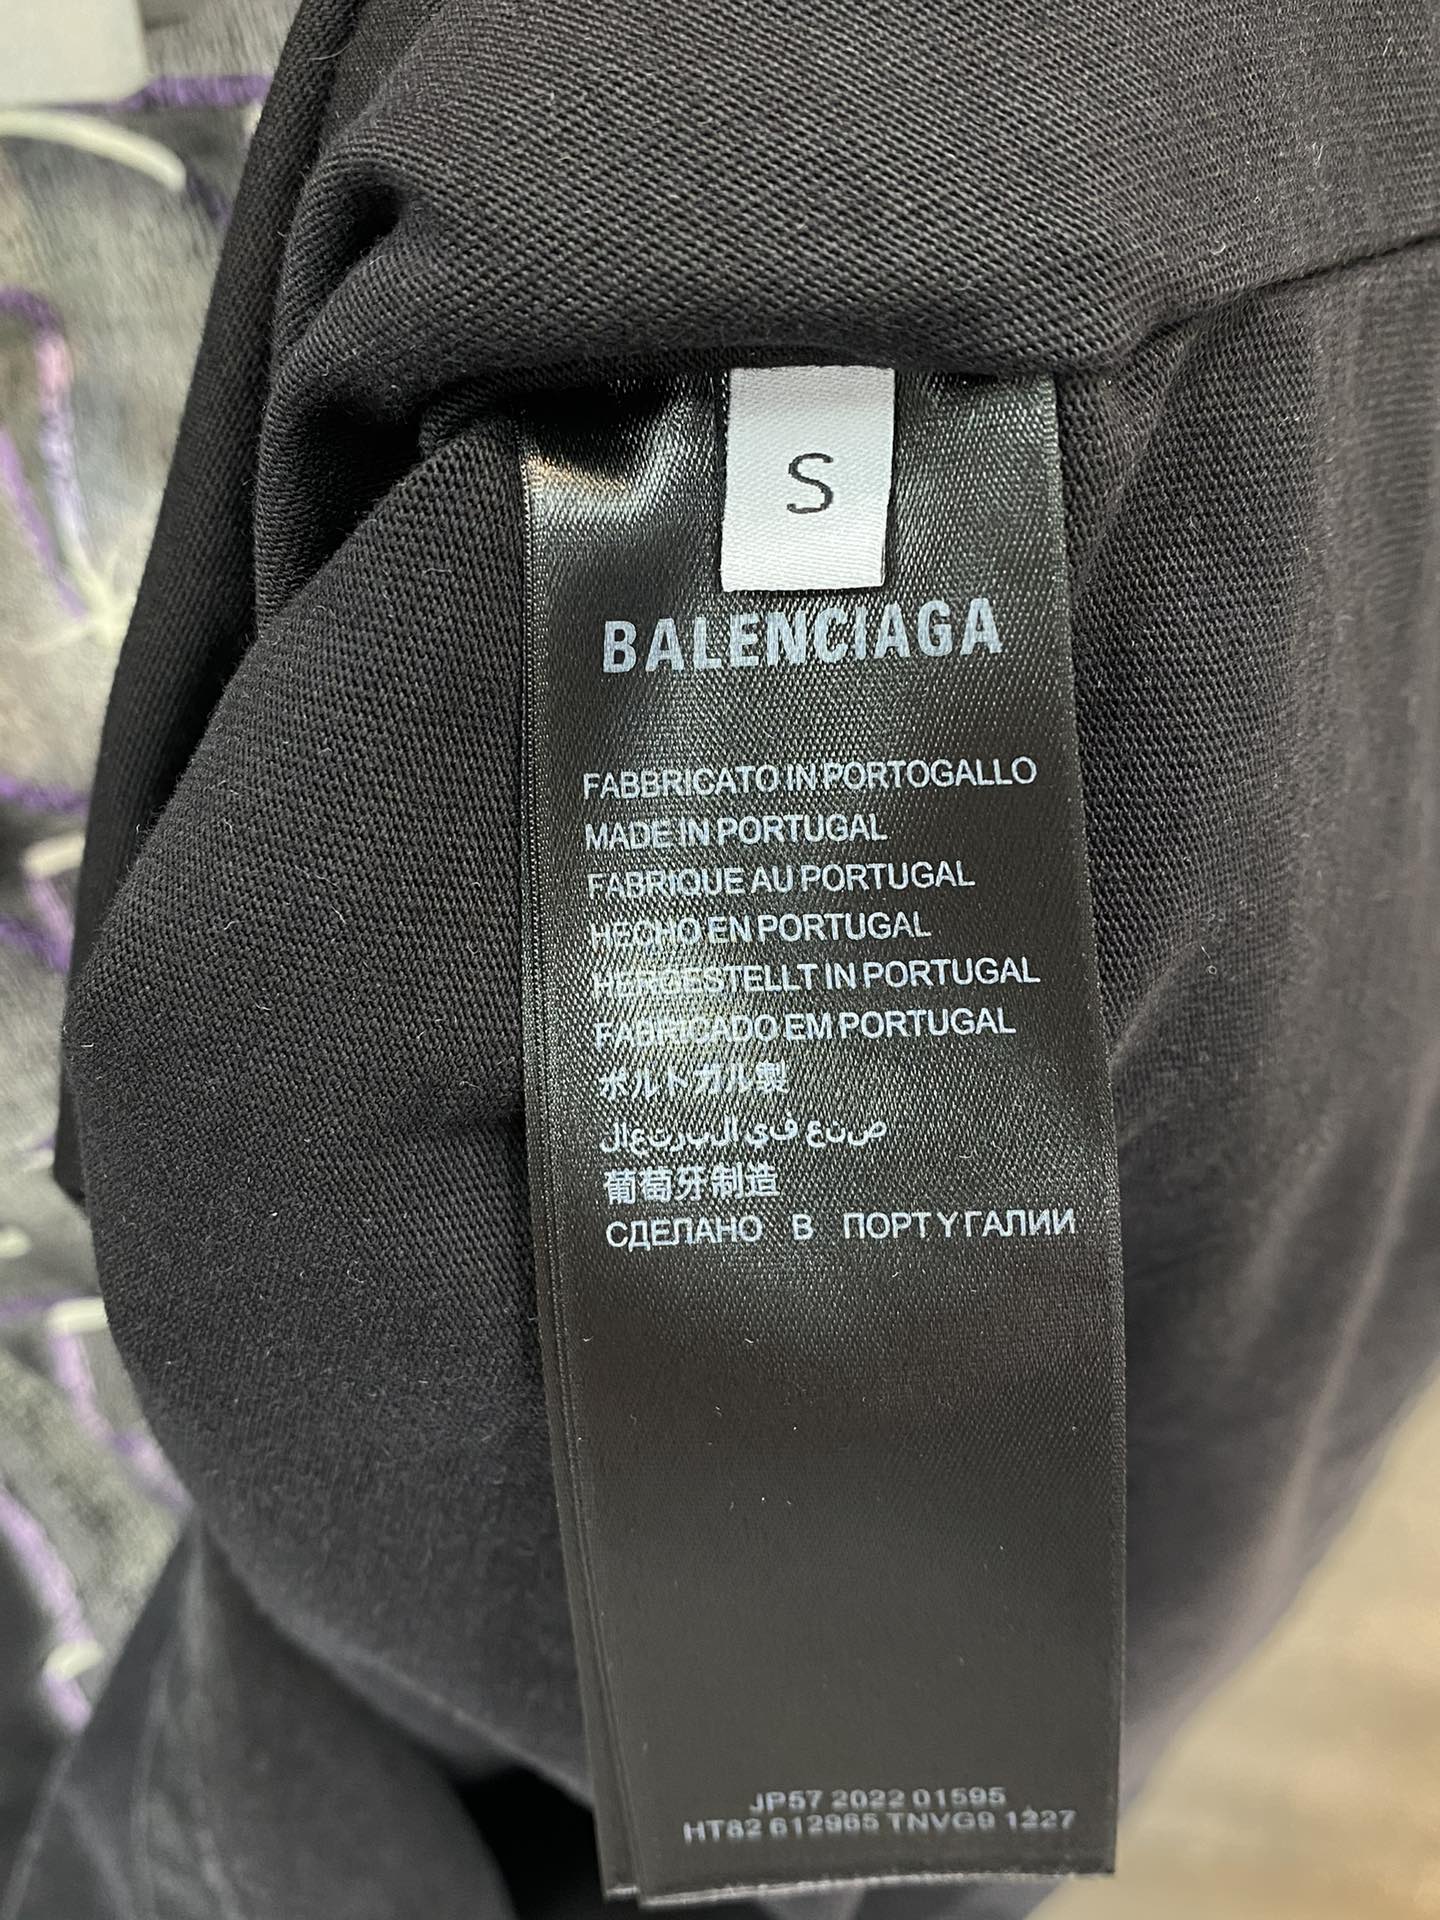 S
BALENCIAGA
FABBRICATO IN PORTOGALLO
MADE IN PORTUGAL
FABRIQUE AU PORTUGAL
HECHO EN PORTUGAL
HERGESTELLT IN PORTUGAL
FABRICADO EM PORTUGAL
ポルトガル製
صنع في البرتغال
葡萄牙制造
СДЕЛАНО В ПОРТУГАЛИИ
JP57 2022 01595
HT82 612965 TNVG9 1227